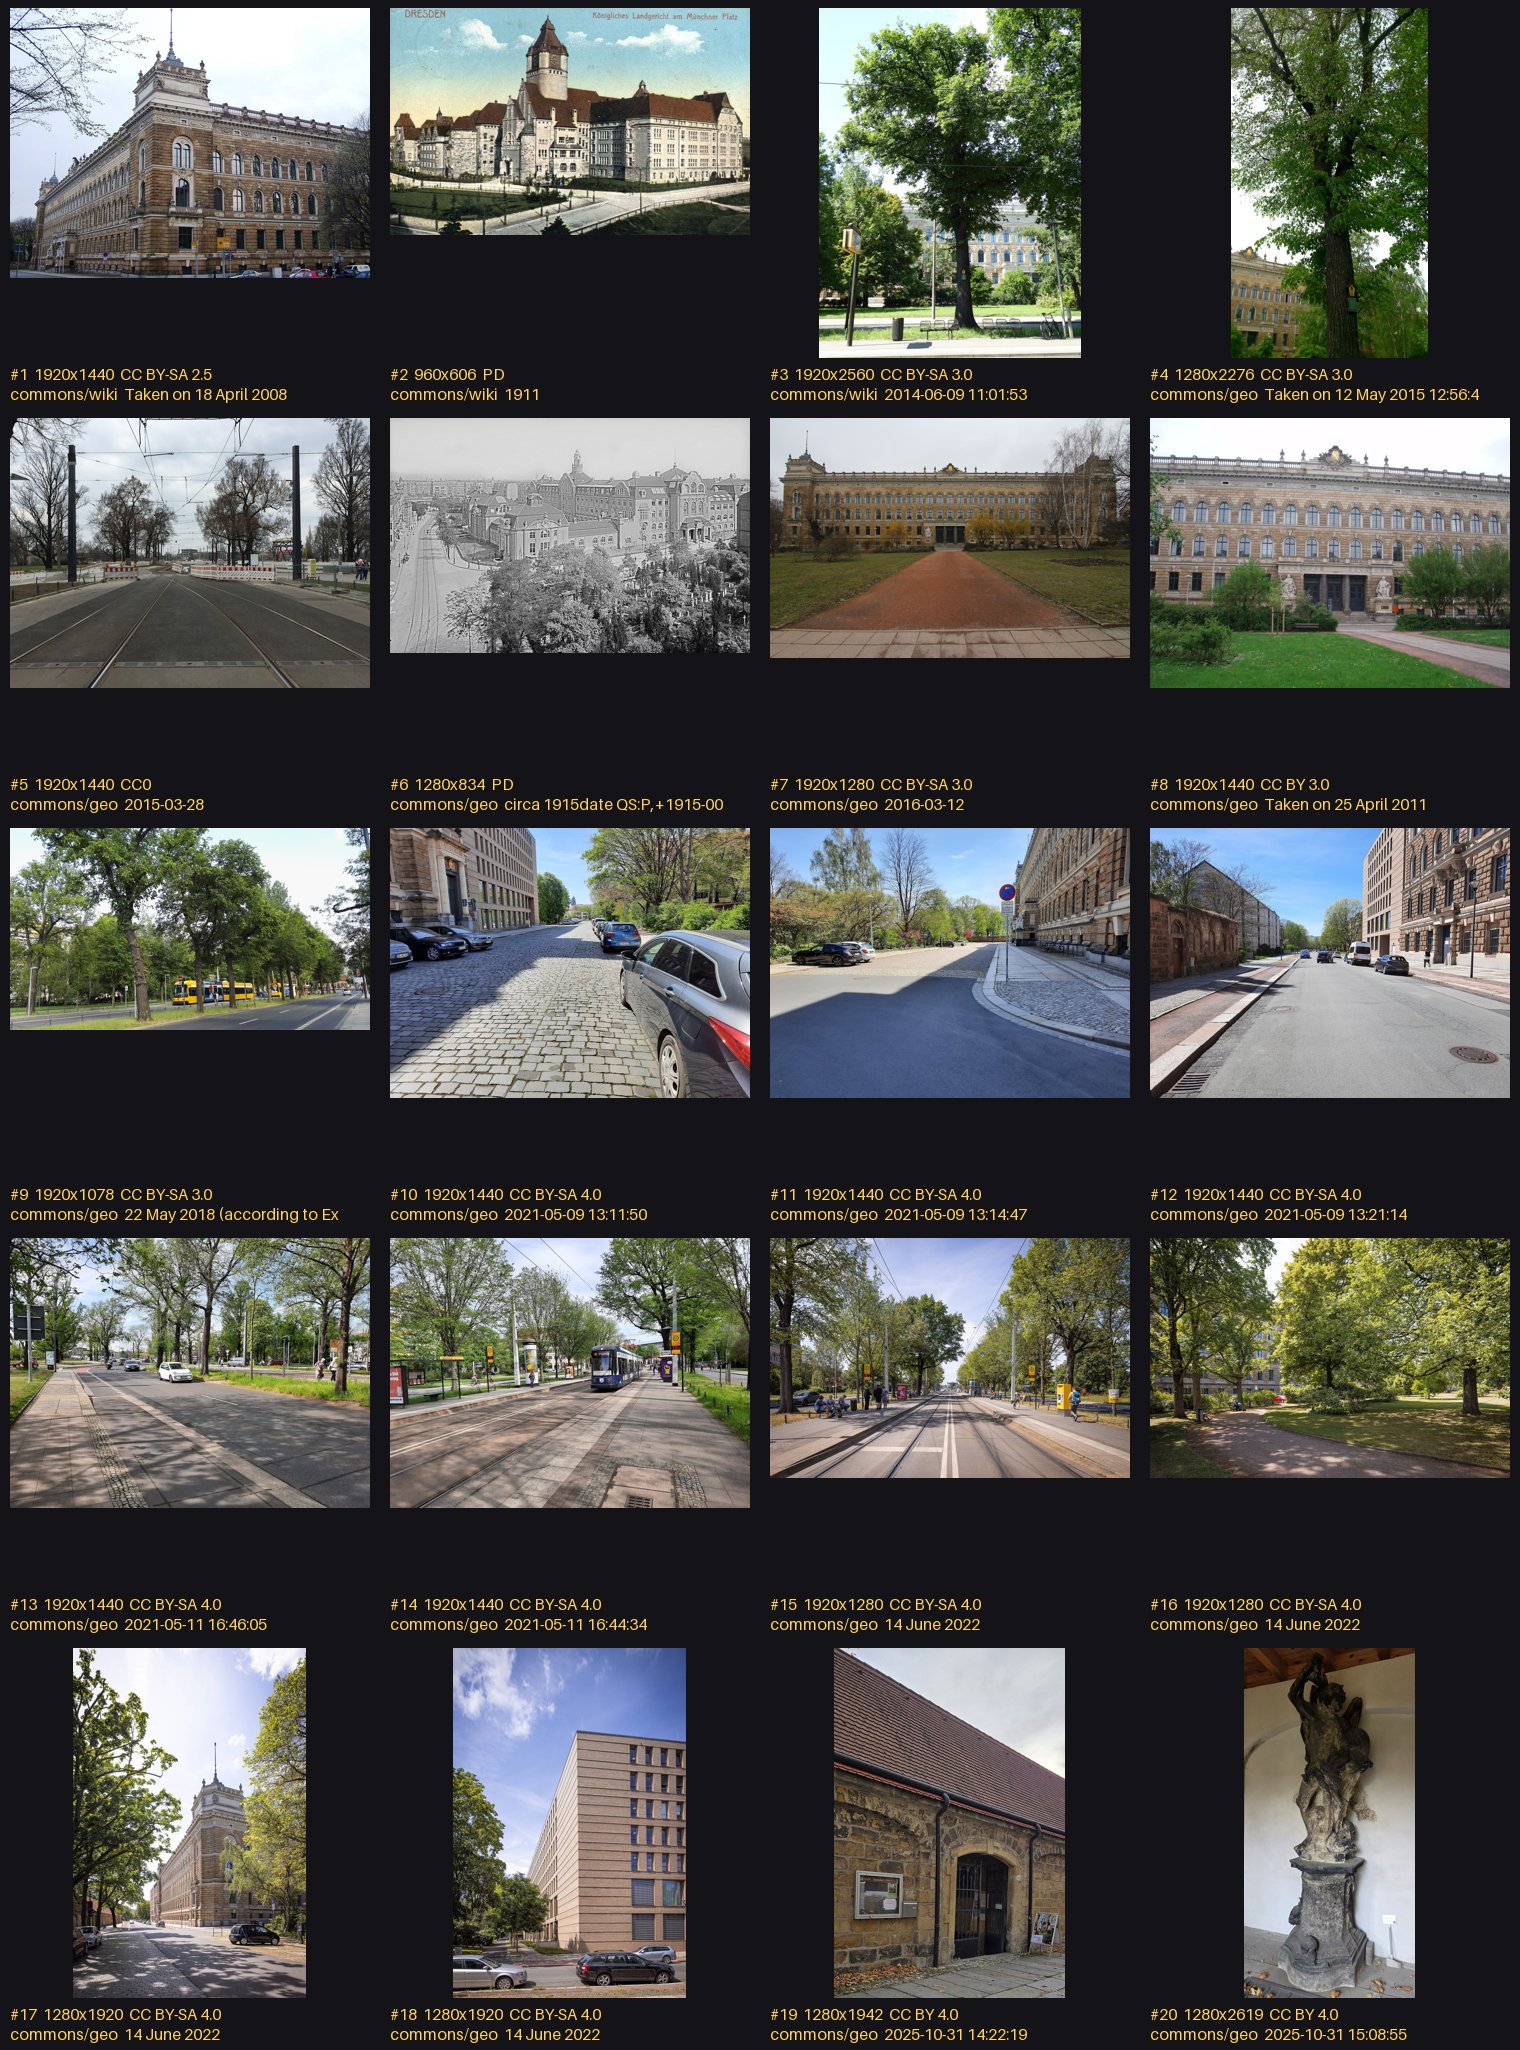 DRESDEN
Königliches Landgericht am Münchner Platz
#1 1920x1440 CC BY-SA 2.5
commons/wiki Taken on 18 April 2008
#2 960x606 PD
commons/wiki 1911
#3 1920x2560 CC BY-SA 3.0
commons/wiki 2014-06-09 11:01:53
#4 1280x2276 CC BY-SA 3.0
commons/geo Taken on 12 May 2015 12:56:4
#5 1920x1440 CC0
commons/geo 2015-03-28
#6 1280x834 PD
commons/geo circa 1915date QS:P,+1915-00
#7 1920x1280 CC BY-SA 3.0
commons/geo 2016-03-12
#8 1920x1440 CC BY 3.0
commons/geo Taken on 25 April 2011
#9 1920x1078 CC BY-SA 3.0
commons/geo 22 May 2018 (according to Ex
#10 1920x1440 CC BY-SA 4.0
commons/geo 2021-05-09 13:11:50
#11 1920x1440 CC BY-SA 4.0
commons/geo 2021-05-09 13:14:47
#12 1920x1440 CC BY-SA 4.0
commons/geo 2021-05-09 13:21:14
#13 1920x1440 CC BY-SA 4.0
commons/geo 2021-05-11 16:46:05
#14 1920x1440 CC BY-SA 4.0
commons/geo 2021-05-11 16:44:34
#15 1920x1280 CC BY-SA 4.0
commons/geo 14 June 2022
#16 1920x1280 CC BY-SA 4.0
commons/geo 14 June 2022
#17 1280x1920 CC BY-SA 4.0
commons/geo 14 June 2022
#18 1280x1920 CC BY-SA 4.0
commons/geo 14 June 2022
#19 1280x1942 CC BY 4.0
commons/geo 2025-10-31 14:22:19
#20 1280x2619 CC BY 4.0
commons/geo 2025-10-31 15:08:55